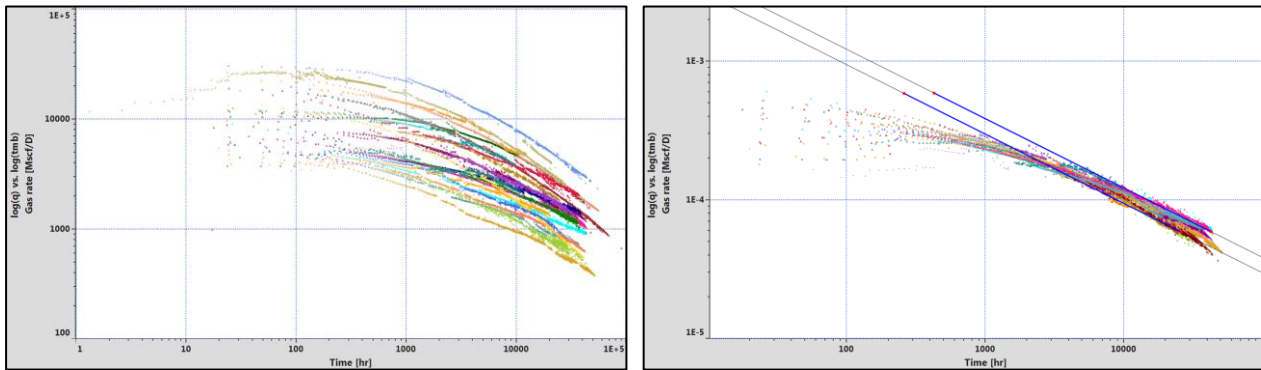 1E+5
10000
1000
100
log(q) vs. log(tmb)
Gas rate [Mscf/D]
1
10
100
1000
10000
1E+5
Time [hr]
1E-3
1E-4
1E-5
log(q) vs. log(tmb)
Gas rate [Mscf/D]
100
1000
10000
Time [hr]